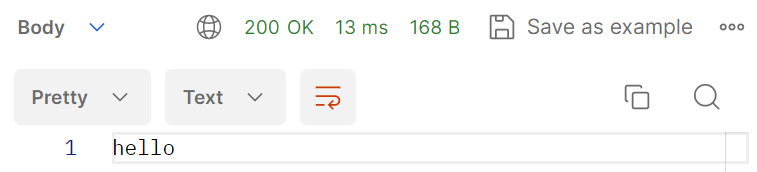 Body 200 OK 13 ms 168 B Save as example
Pretty Text
1 hello